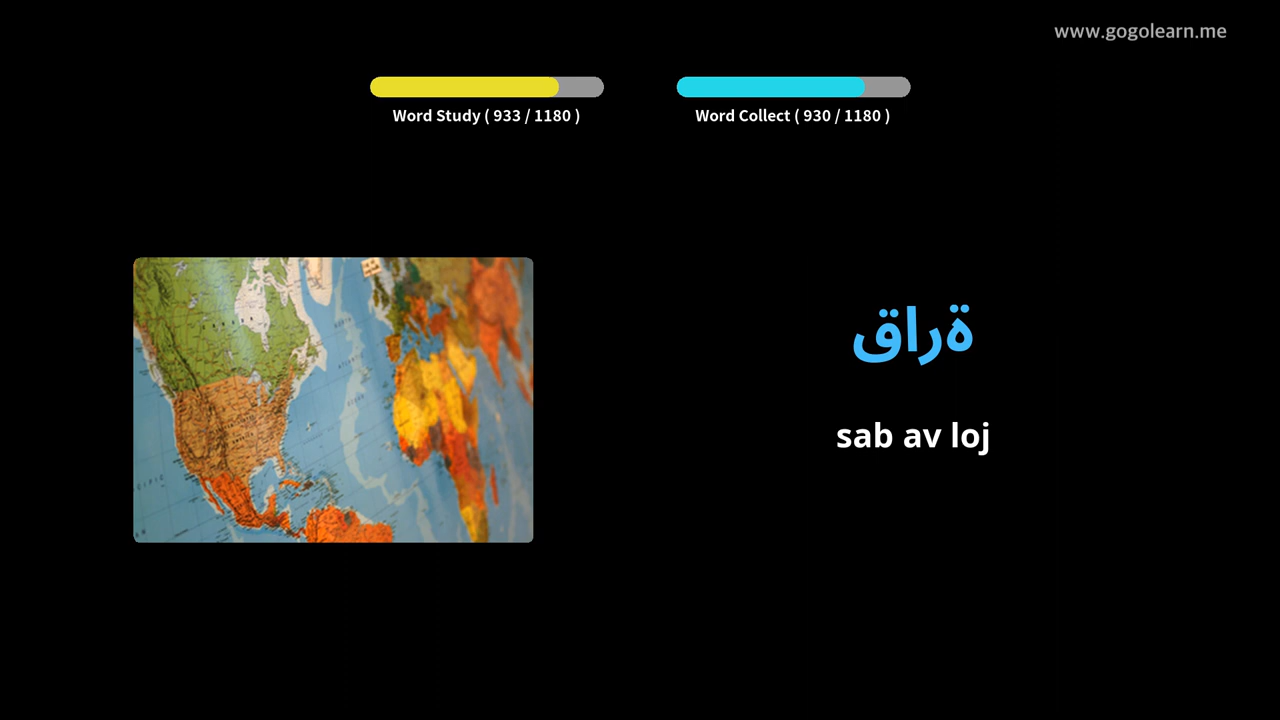 www.gogolearn.me
Word Study ( 933 / 1180 )
Word Collect ( 930 / 1180 )
ةراق
sab av loj